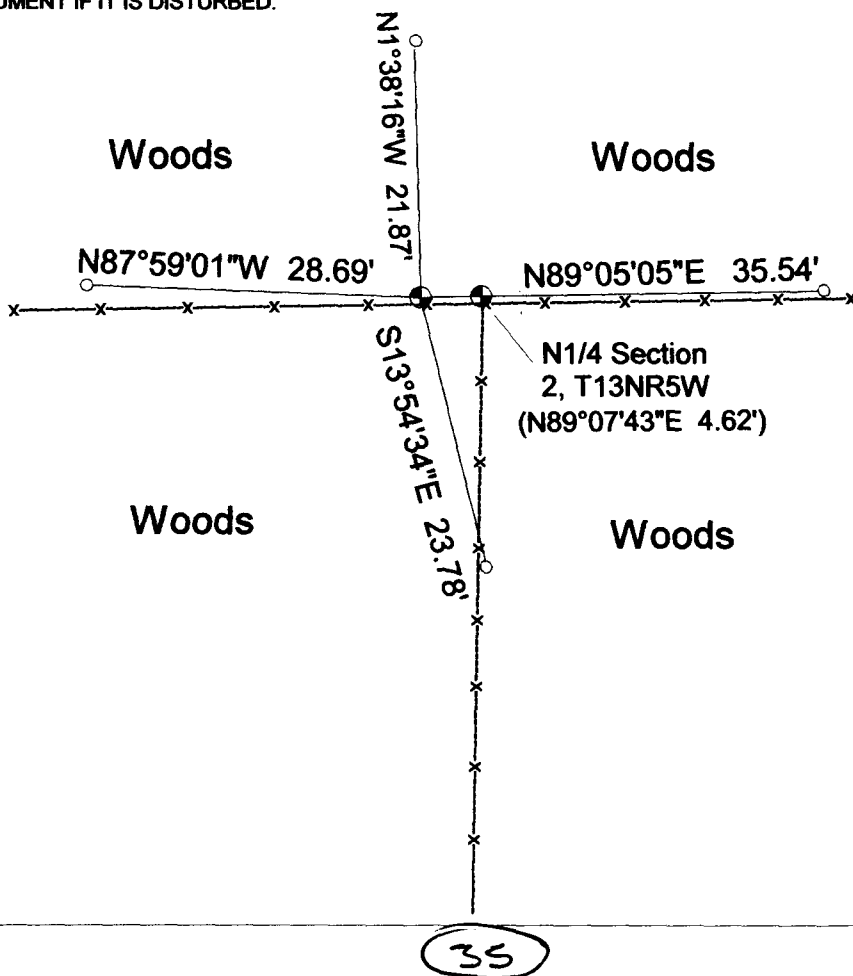 UMENT IF IT IS DISTURBED.
N1°38'16"W 21.87'
Woods
Woods
N87°59'01"W 28.69'
N89°05'05"E 35.54'
N1/4 Section
2, T13NR5W
(N89°07'43"E 4.62')
S13°54'34"E 23.78'
Woods
Woods
35